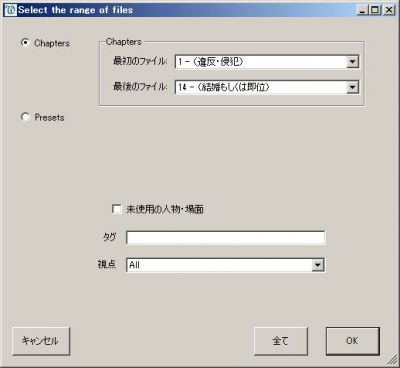 Select the range of files
Chapters
Chapters
最初のファイル:
1 - (違反・侵犯)
最後のファイル:
14 - (結婚もしくは即位)
Presets
未使用の人物・場面
タグ
視点
All
キャンセル
全て
OK